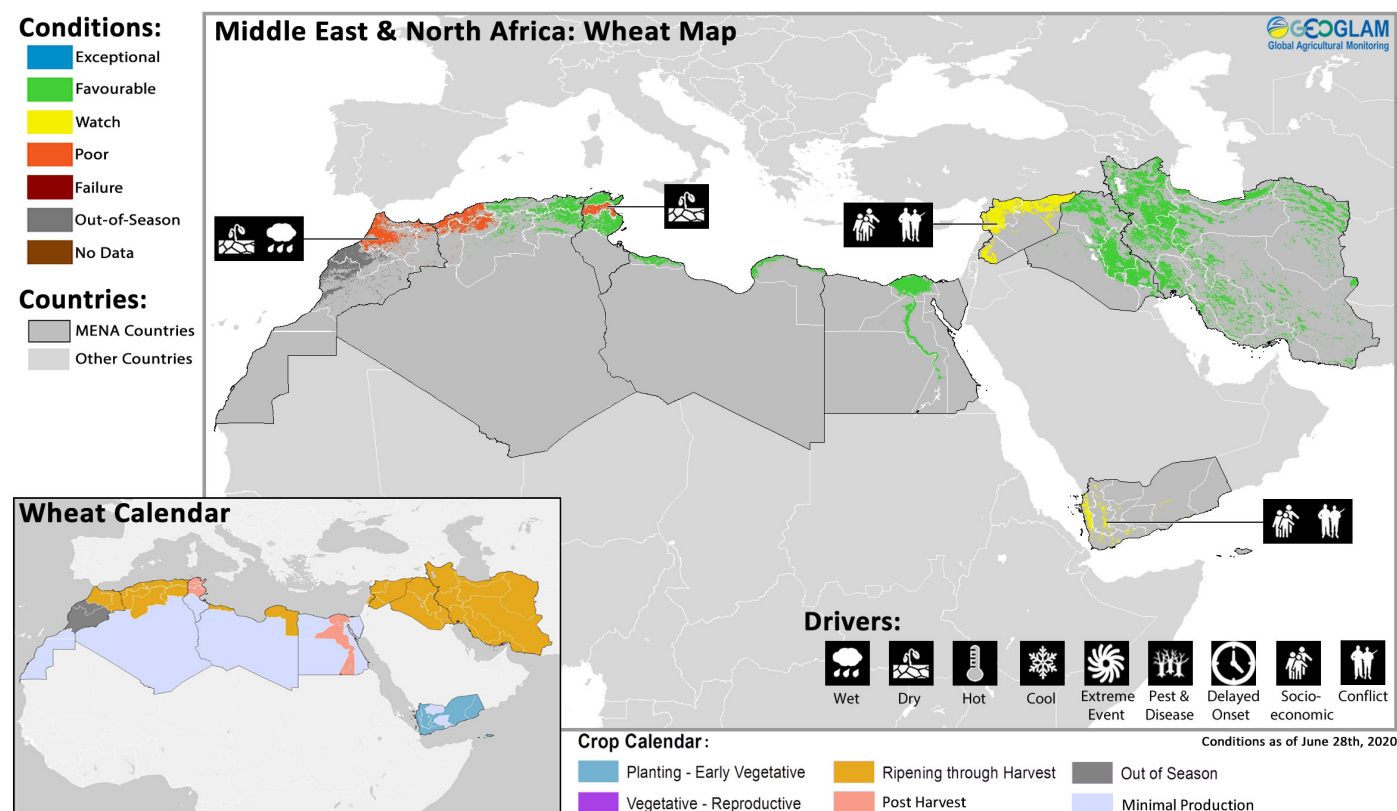 Conditions:
Exceptional
Favourable
Watch
Poor
Failure
Out-of-Season
No Data
Countries:
MENA Countries
Other Countries
Middle East & North Africa: Wheat Map
GEOGLAM
Global Agricultural Monitoring
Wheat Calendar
Drivers:
Wet
Dry
Hot
Cool
Extreme
Event
Pest &
Disease
Delayed
Onset
Socio-
economic
Conflict
Conditions as of June 28th, 2020
Crop Calendar:
Planting - Early Vegetative
Ripening through Harvest
Out of Season
Vegetative - Reproductive
Post Harvest
Minimal Production